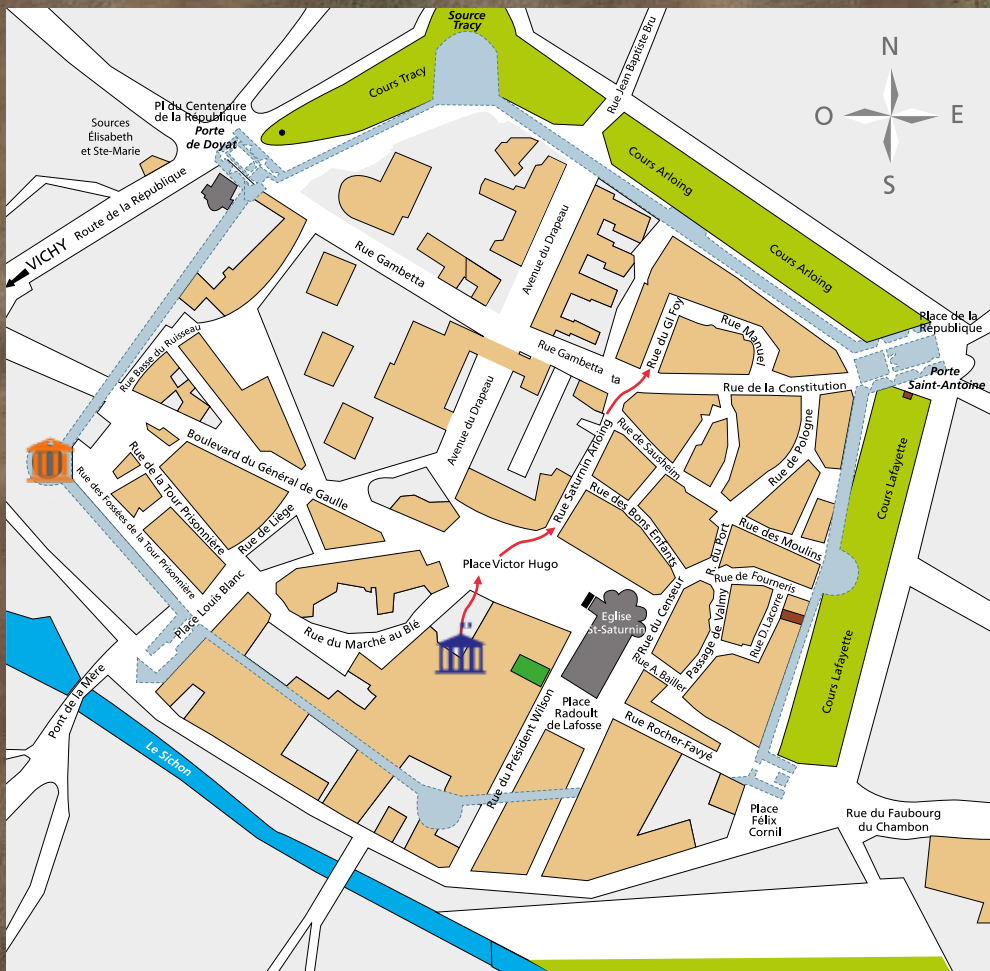 Source
Tracy
Cours Tracy
Rue Jean Baptiste Bru
N
O
E
S
Pl du Centenaire
de la République
Porte
de Doyat
Sources
Élisabeth
et Ste-Marie
Route de la République
VICHY
Cours Arloing
Cours Arloing
Avenue du Drapeau
Rue Gambetta
Rue du Gl Foy
Rue Manuel
Place de la
République
Porte
Saint-Antoine
Rue Basse du Ruisseau
Rue Gambetta
ta
Rue de la Constitution
Avenue du Drapeau
Rue Saturnin Arloing
Rue de Sausheim
Rue de Pologne
Cours Lafayette
Boulevard du Général de Gaulle
Rue de la Tour Prisonnière
Rue des Fossées de la Tour Prisonnière
Rue de Liège
Rue des Bons Enfants
R. du Port
Rue des Moulins
Place Victor Hugo
Rue de Fourneris
Place Louis Blanc
Rue du Marché au Blé
Eglise
St-Saturnin
Rue du Censeur
Passage de Valmy
Rue D. Lacorre
Rue A. Bailler
Cours Lafayette
Pont de la Mère
Place
Radoult
de Lafosse
Rue du Président Wilson
Rue Rocher-Favyé
Le Sichon
Place
Félix
Cornil
Rue du Faubourg
du Chambon